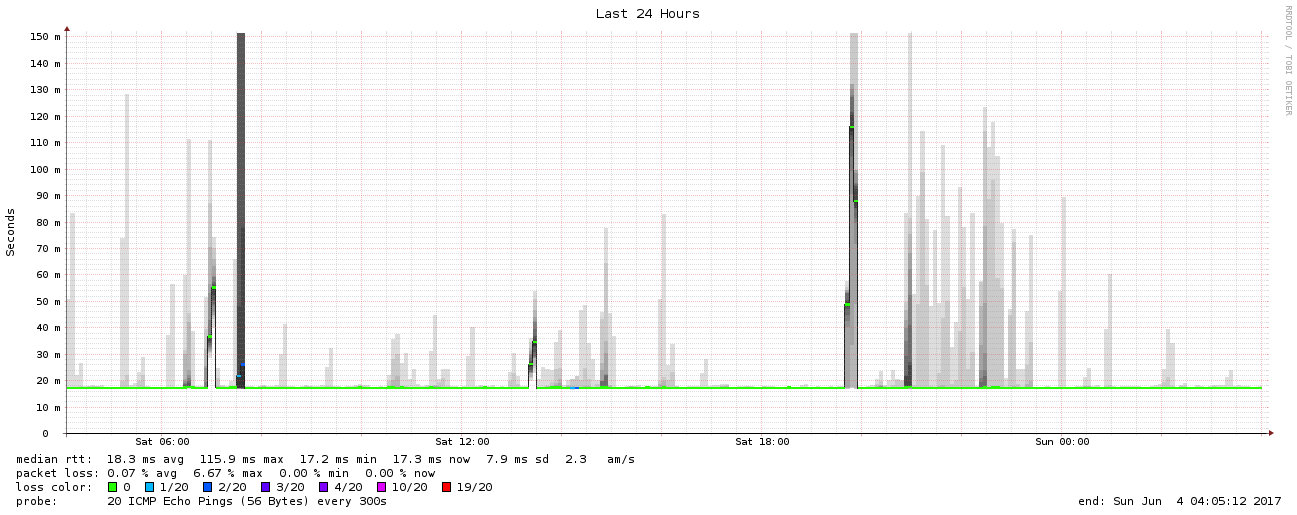 Last 24 Hours
RRDTOOL / TOBI OETIKER
Seconds
150 m
140 m
130 m
120 m
110 m
100 m
90 m
80 m
70 m
60 m
50 m
40 m
30 m
20 m
10 m
0
Sat 06:00 Sat 12:00 Sat 18:00 Sun 00:00
median rtt: 18.3 ms avg 115.9 ms max 17.2 ms min 17.3 ms now 7.9 ms sd 2.3 am/s
packet loss: 0.07 % avg 6.67 % max 0.00 % min 0.00 % now
loss color: 0 1/20 2/20 3/20 4/20 10/20 19/20
probe: 20 ICMP Echo Pings (56 Bytes) every 300s end: Sun Jun 4 04:05:12 2017